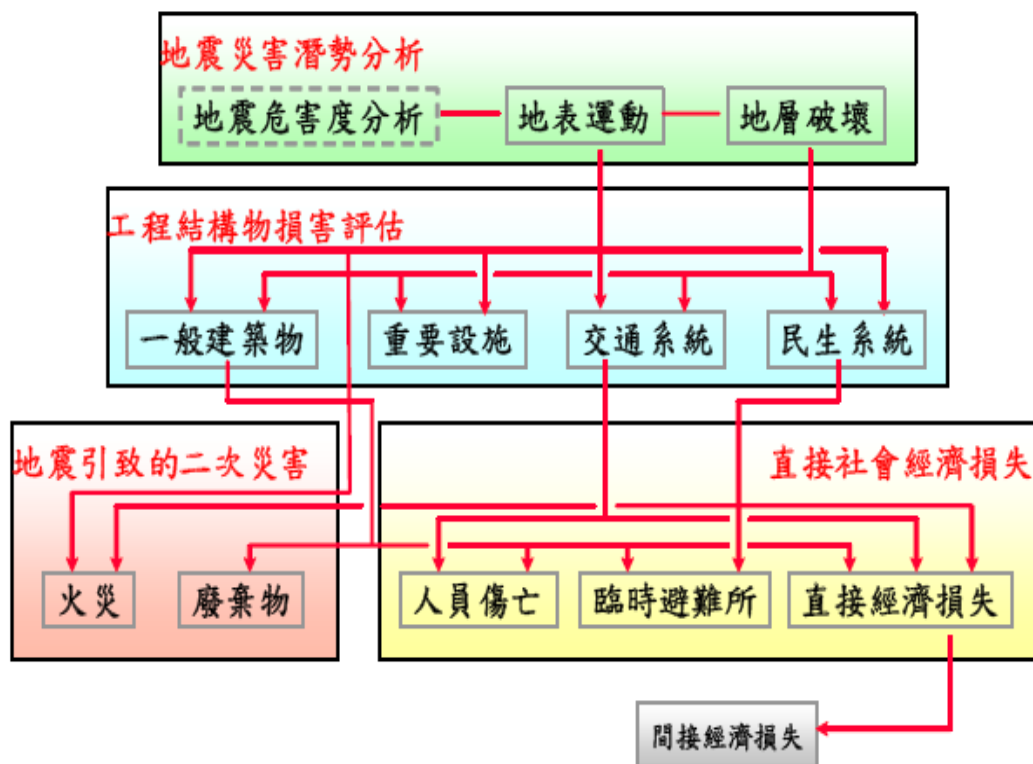 地震災害潛勢分析
地震危害度分析
地表運動
地層破壞
工程結構物損害評估
一般建築物
重要設施
交通系統
民生系統
地震引致的二次災害
直接社會經濟損失
火災
廢棄物
人員傷亡
臨時避難所
直接經濟損失
間接經濟損失